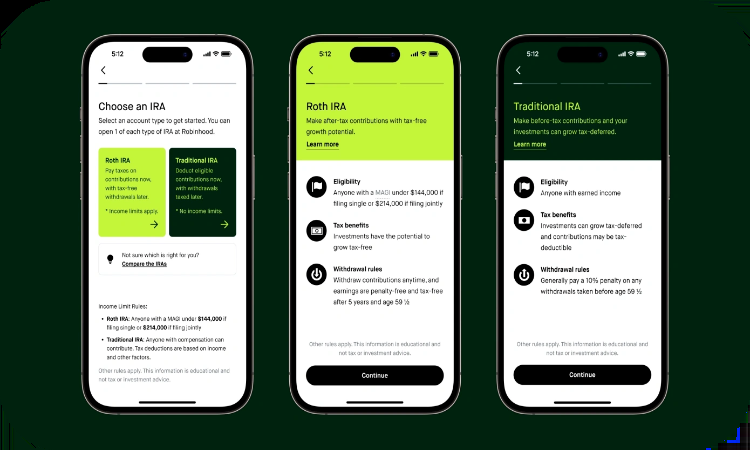 5:12
Choose an IRA
Select an account type to get started. You can
open 1 of each type of IRA at Robinhood.
Roth IRA
Pay taxes on
contributions now,
with tax-free
withdrawals later.
* Income limits apply.
Traditional IRA
Deduct eligible
contributions now,
with withdrawals
taxed later.
* No income limits.
Not sure which is right for you?
Compare the IRAs
Income Limit Rules:
• Roth IRA: Anyone with a MAGI under $144,000 if
filing single or $214,000 if filing jointly
• Traditional IRA: Anyone with compensation can
contribute. Tax deductions are based on income
and other factors.
Other rules apply. This information is educational and
not tax or investment advice.
5:12
Roth IRA
Make after-tax contributions with tax-free
growth potential.
Learn more
Eligibility
Anyone with a MAGI under $144,000 if
filing single or $214,000 if filing jointly
Tax benefits
Investments have the potential to
grow tax-free
Withdrawal rules
Withdraw contributions anytime, and
earnings are penalty-free and tax-free
after 5 years and age 59 ½
Other rules apply. This information is educational and
not tax or investment advice.
Continue
5:12
Traditional IRA
Make before-tax contributions and your
investments can grow tax-deferred.
Learn more
Eligibility
Anyone with earned income
Tax benefits
Investments can grow tax-deferred
and contributions may be tax-
deductible
Withdrawal rules
Generally pay a 10% penalty on any
withdrawals taken before age 59 ½
Other rules apply. This information is educational and
not tax or investment advice.
Continue